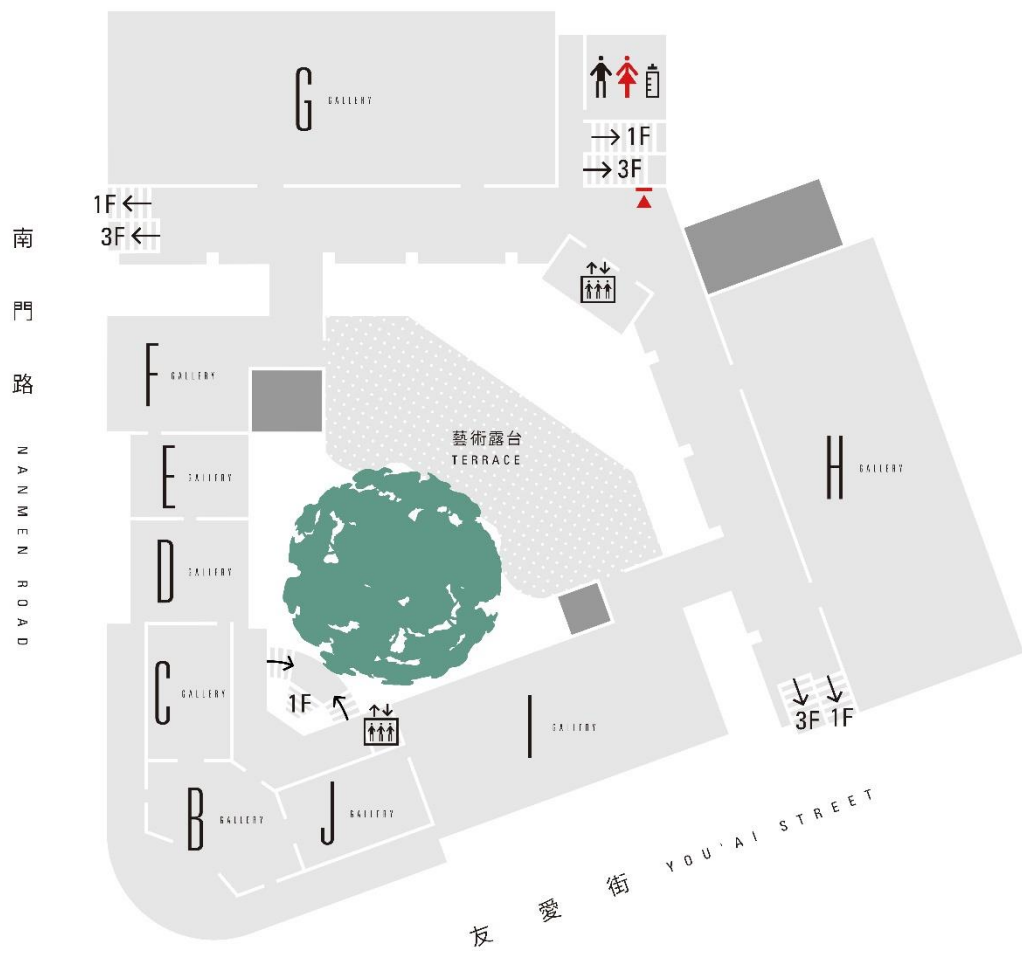 G GALLERY
→1F
→3F
1F←
3F←
南門路 NANMEN ROAD
F GALLERY
藝術露台
TERRACE
H GALLERY
E GALLERY
D GALLERY
C GALLERY
1F
I GALLERY
3F 1F
B GALLERY
J GALLERY
友愛街 YOU'AI STREET